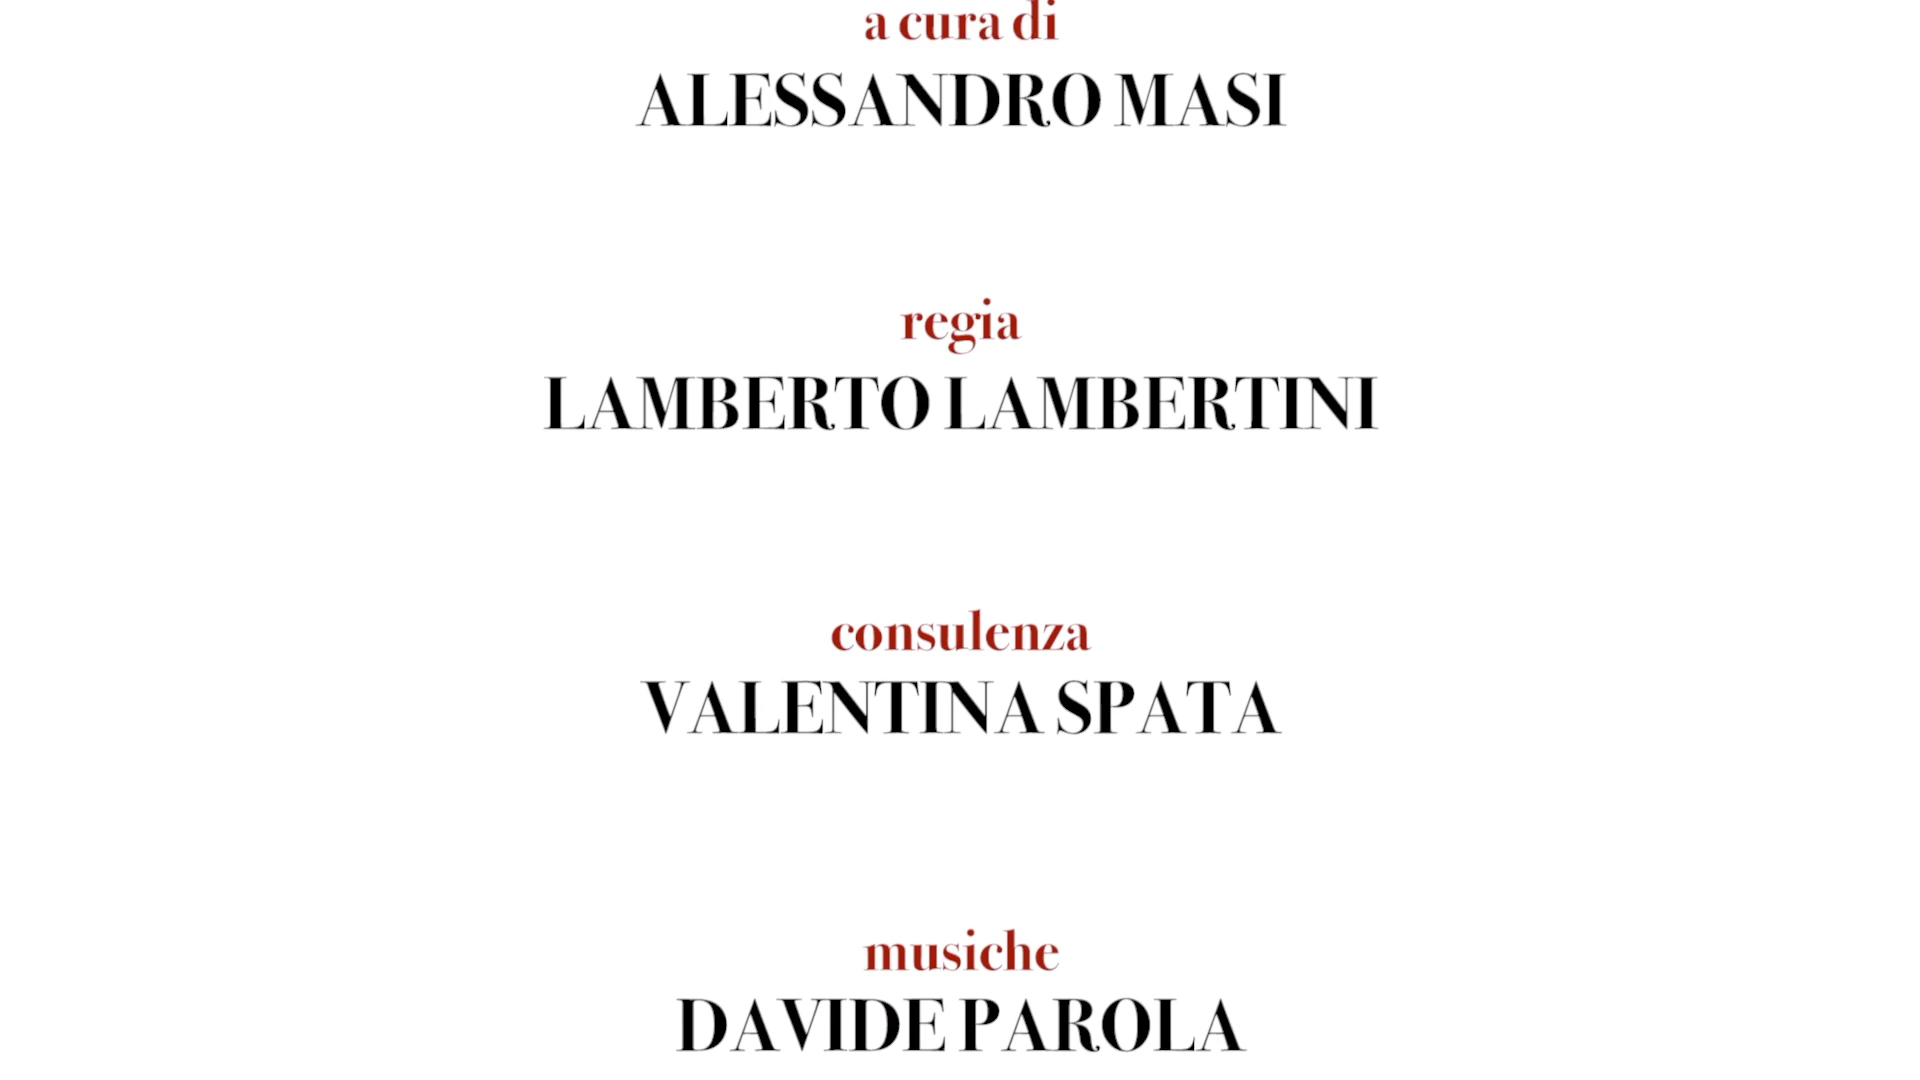 a cura di
ALESSANDRO MASI
regia
LAMBERTO LAMBERTINI
consulenza
VALENTINA SPATA
musiche
DAVIDE PAROLA